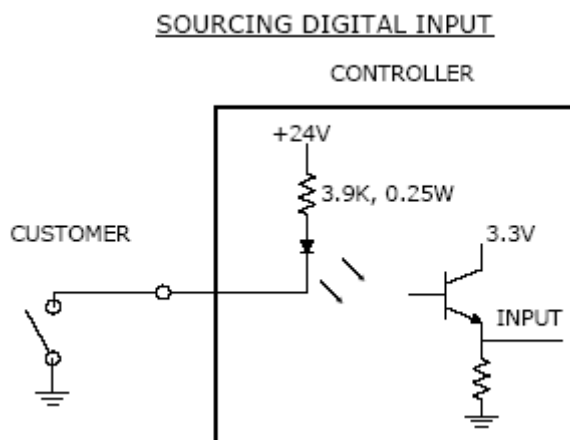 SOURCING DIGITAL INPUT
CONTROLLER
+24V
3.9K, 0.25W
CUSTOMER
3.3V
INPUT